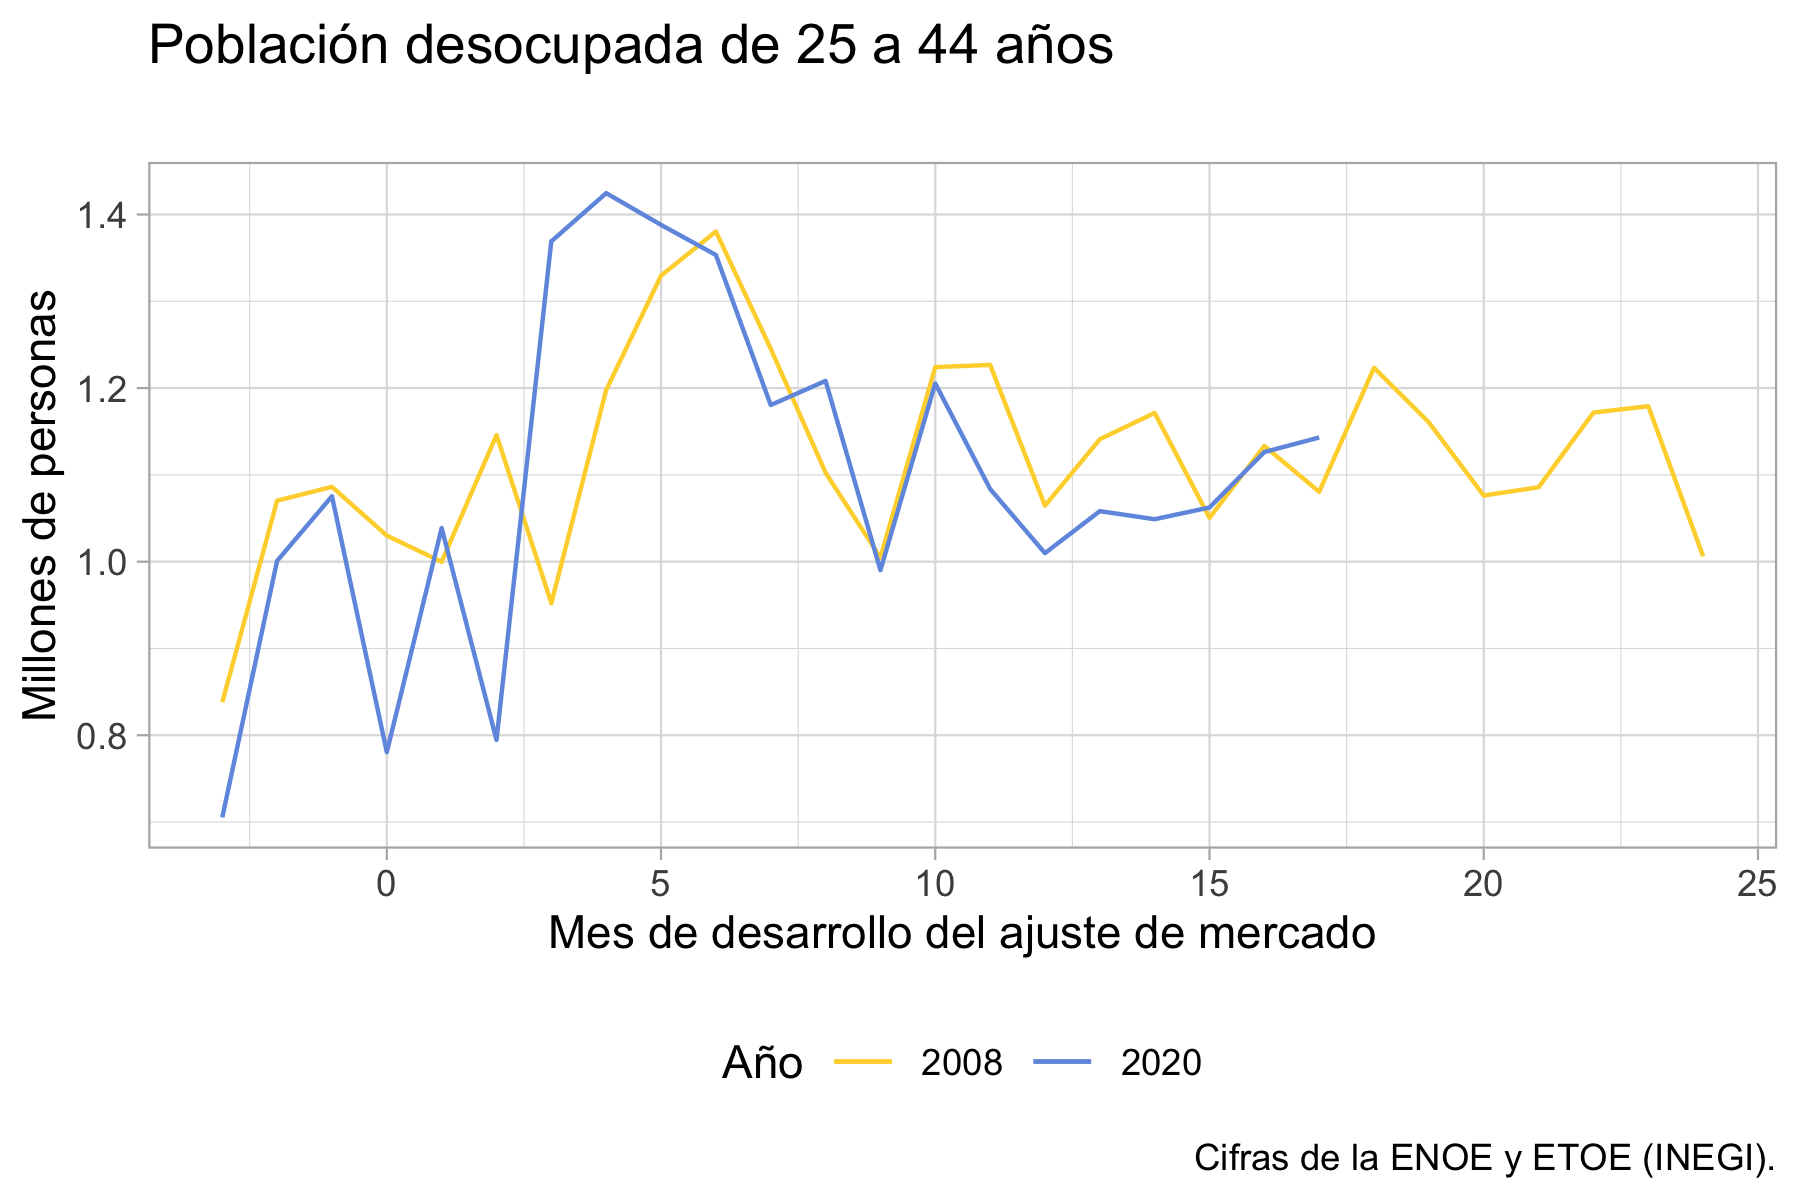 Población desocupada de 25 a 44 años
Millones de personas
1.4
1.2
1.0
0.8
0
5
10
15
20
25
Mes de desarrollo del ajuste de mercado
Año
2008
2020
Cifras de la ENOE y ETOE (INEGI).